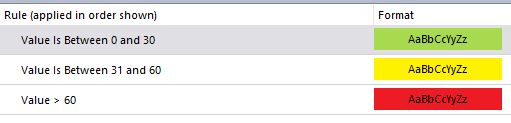 Rule (applied in order shown) Format
Value Is Between 0 and 30 AaBbCcYyZz
Value Is Between 31 and 60 AaBbCcYyZz
Value > 60 AaBbCcYyZz